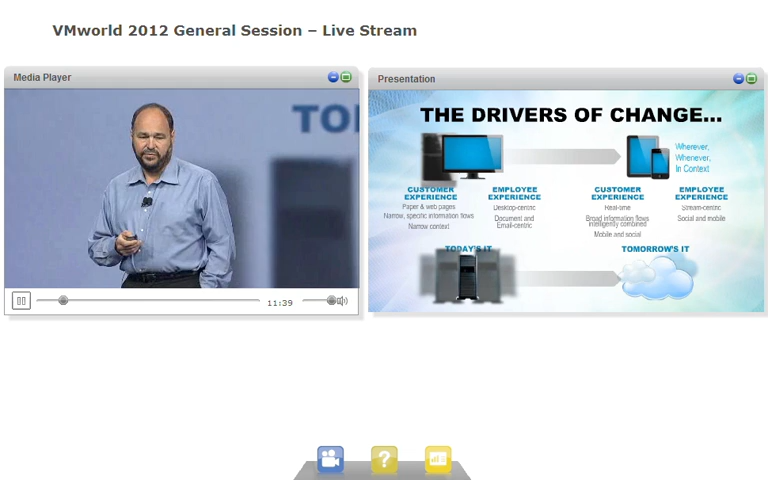 VMworld 2012 General Session – Live Stream
Media Player
TO
11:39
Presentation
THE DRIVERS OF CHANGE...
Wherever,
Whenever,
In Context
CUSTOMER
EXPERIENCE
Paper & web pages
Narrow, specific information flows
Narrow context
EMPLOYEE
EXPERIENCE
Desktop-centric
Document and
Email-centric
CUSTOMER
EXPERIENCE
Real-time
Broad information flows
Intelligently combined
Mobile and social
EMPLOYEE
EXPERIENCE
Stream-centric
Social and mobile
TODAY'S IT
TOMORROW'S IT
?